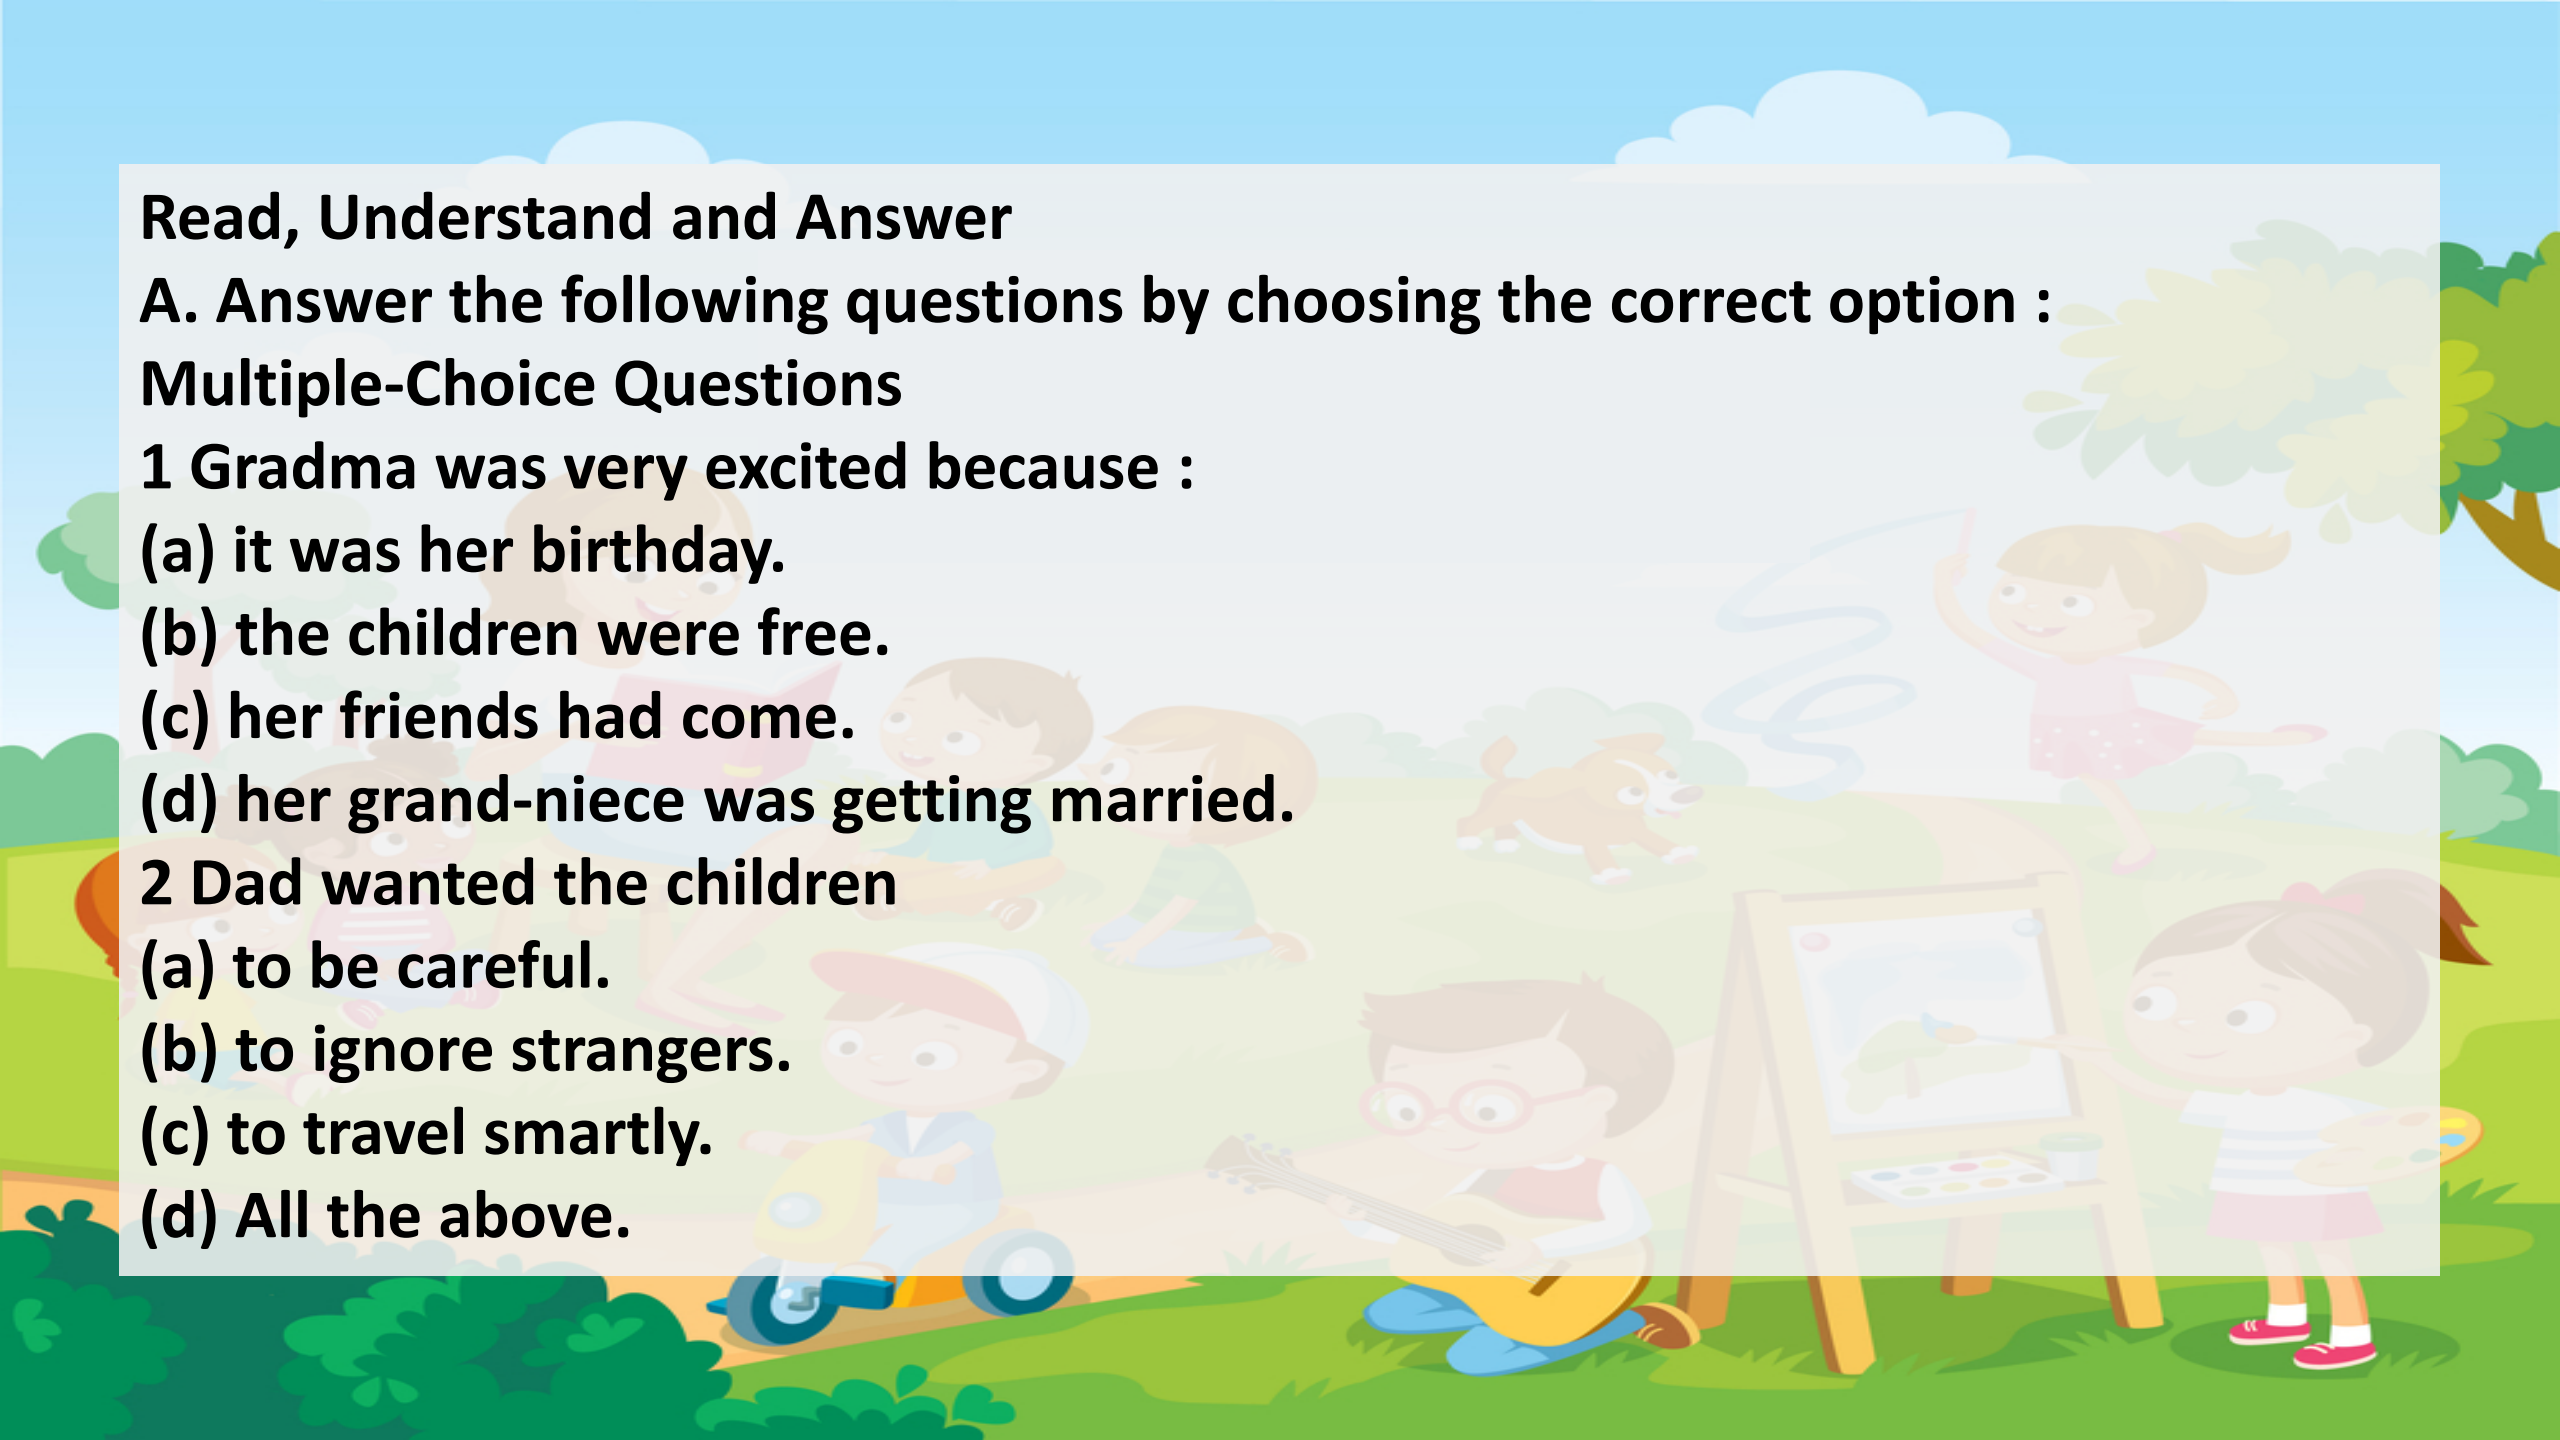 Read, Understand and Answer
A. Answer the following questions by choosing the correct option :
Multiple-Choice Questions
1 Gradma was very excited because :
(a) it was her birthday.
(b) the children were free.
(c) her friends had come.
(d) her grand-niece was getting married.
2 Dad wanted the children
(a) to be careful.
(b) to ignore strangers.
(c) to travel smartly.
(d) All the above.